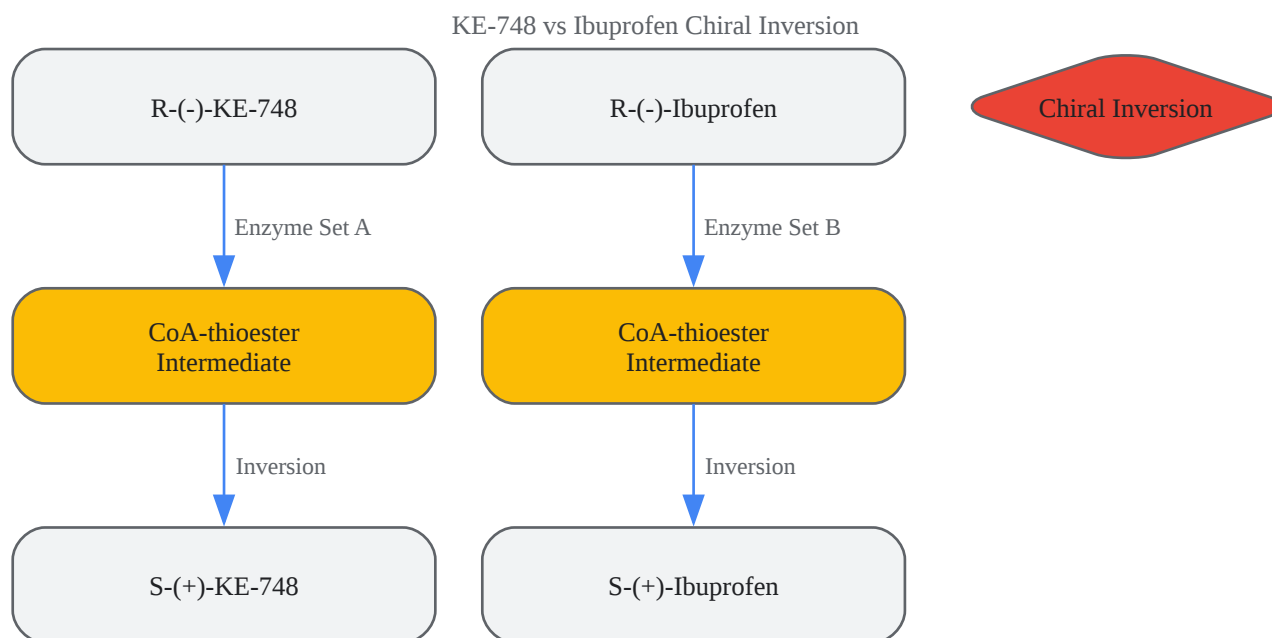 KE-748 vs Ibuprofen Chiral Inversion
R-(-)-KE-748
R-(-)-Ibuprofen
Chiral Inversion
Enzyme Set A
Enzyme Set B
CoA-thioester
Intermediate
CoA-thioester
Intermediate
Inversion
Inversion
S-(+)-KE-748
S-(+)-Ibuprofen